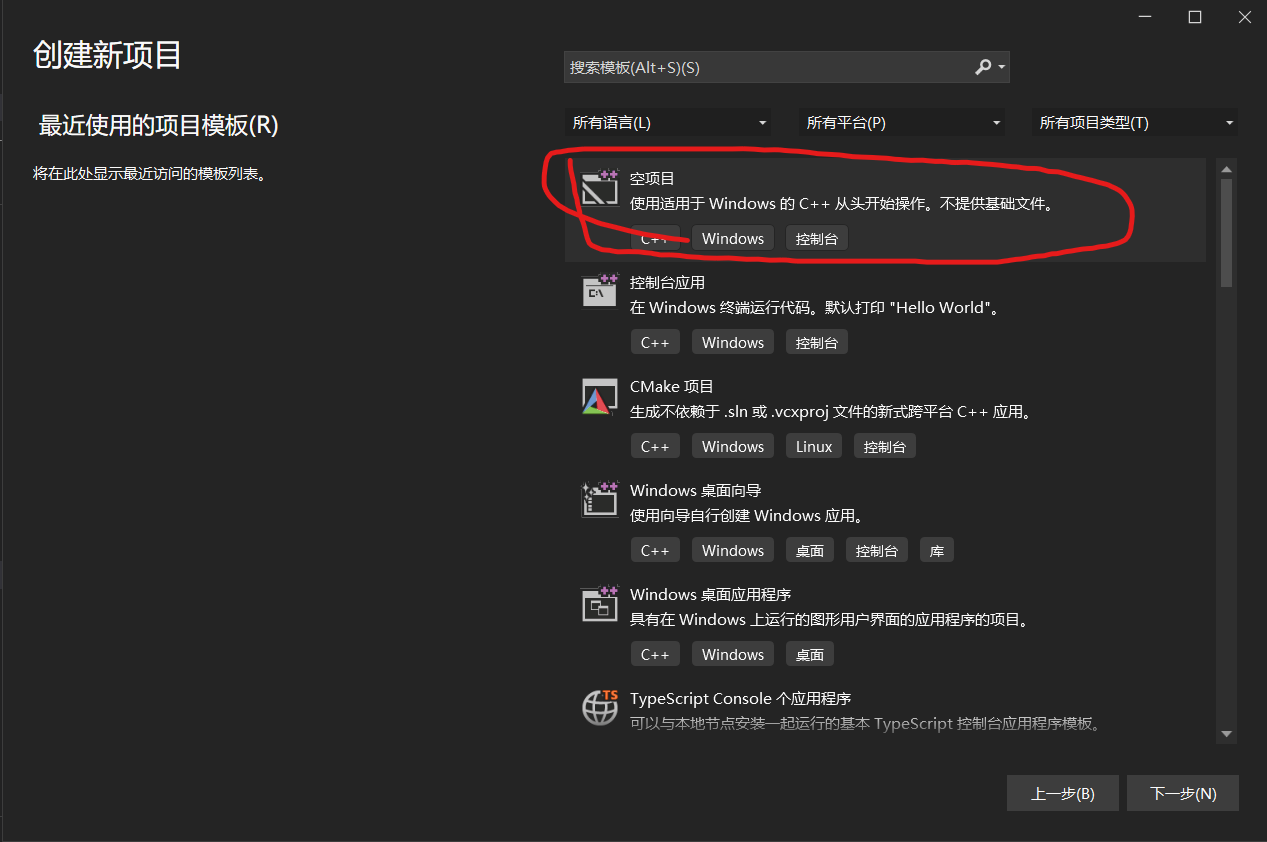 创建新项目
搜索模板(Alt+S)(S)
最近使用的项目模板(R)
将在此处显示最近访问的模板列表。
所有语言(L) 所有平台(P) 所有项目类型(T)
空项目
使用适用于 Windows 的 C++ 从头开始操作。不提供基础文件。
C++ Windows 控制台
控制台应用
C:\
在 Windows 终端运行代码。默认打印 "Hello World"。
C++ Windows 控制台
CMake 项目
生成不依赖于 .sln 或 .vcxproj 文件的新式跨平台 C++ 应用。
C++ Windows Linux 控制台
Windows 桌面向导
使用向导自行创建 Windows 应用。
C++ Windows 桌面 控制台 库
Windows 桌面应用程序
具有在 Windows 上运行的图形用户界面的应用程序的项目。
C++ Windows 桌面
TS
TypeScript Console 个应用程序
可以与本地节点安装一起运行的基本 TypeScript 控制台应用程序模板。
上一步(B) 下一步(N)